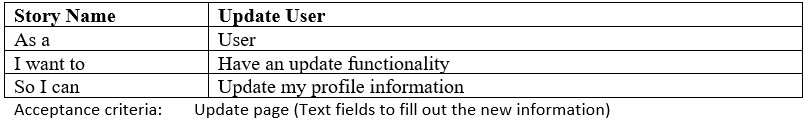 Story Name Update User
As a User
I want to Have an update functionality
So I can Update my profile information
Acceptance criteria: Update page (Text fields to fill out the new information)